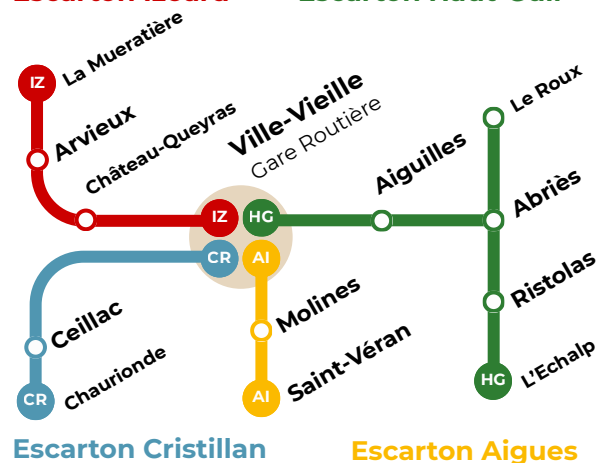 IZ
La Mueratière
Arvieux
Château-Queyras
Ville-Vieille
Gare Routière
Aiguilles
Le Roux
Abriès
IZ
HG
CR
AI
Ristolas
Molines
Ceillac
Saint-Véran
L'Echalp
HG
Chaurionde
CR
AI
Escarton Cristillan
Escarton Aigues